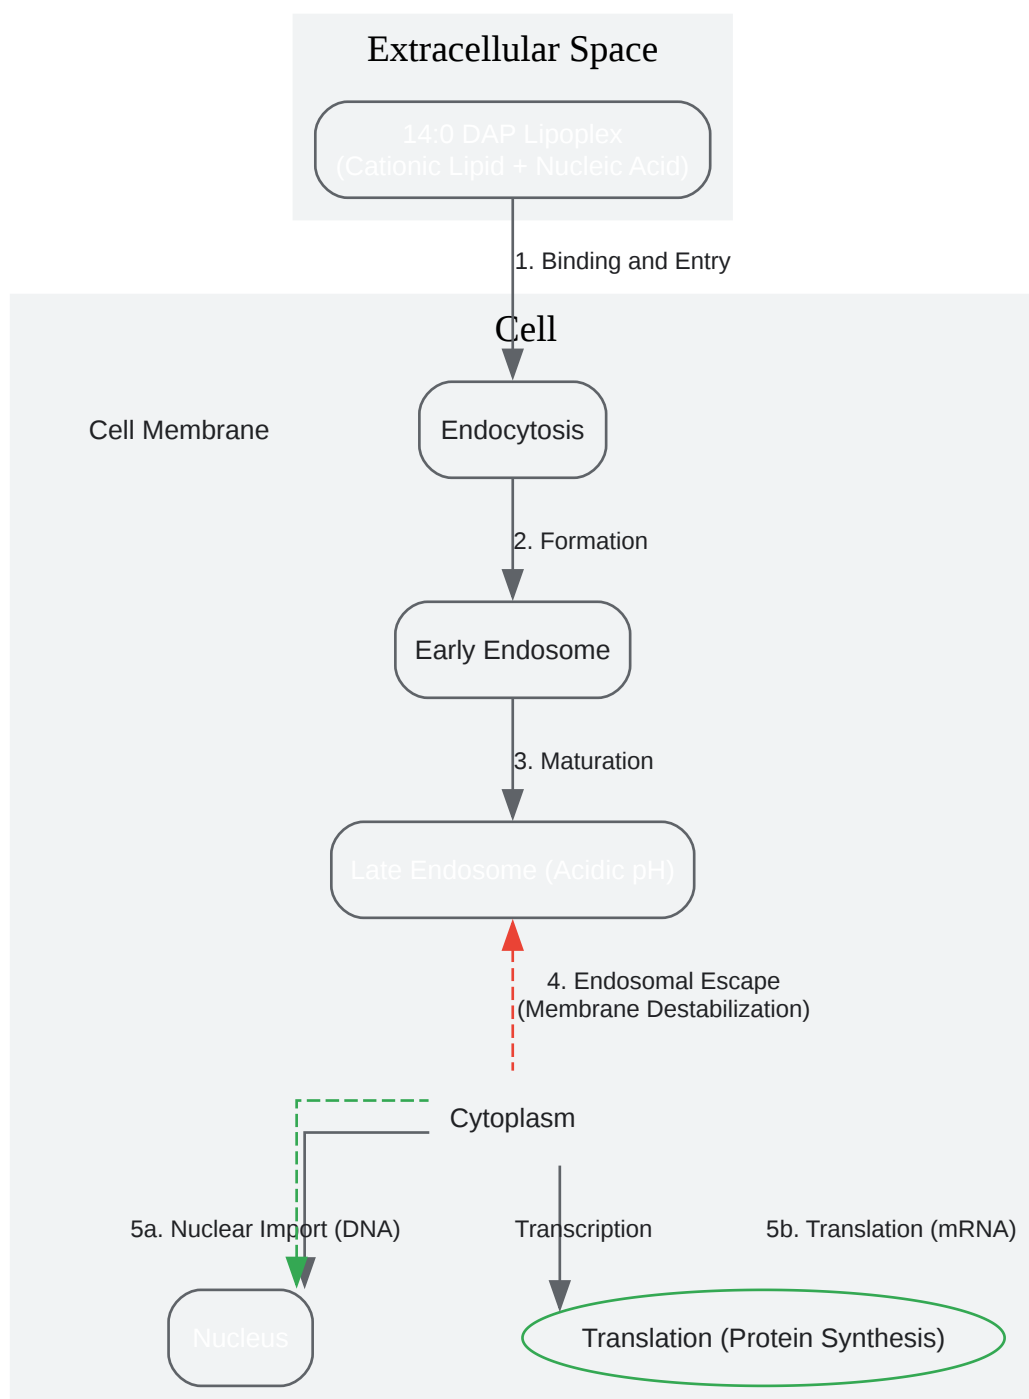 Extracellular Space
14:0 DAP Lipoplex
(Cationic Lipid + Nucleic Acid)
1. Binding and Entry
Cell
Cell Membrane
Endocytosis
2. Formation
Early Endosome
3. Maturation
Late Endosome (Acidic pH)
4. Endosomal Escape
(Membrane Destabilization)
Cytoplasm
5a. Nuclear Import (DNA)
Transcription
5b. Translation (mRNA)
Nucleus
Translation (Protein Synthesis)